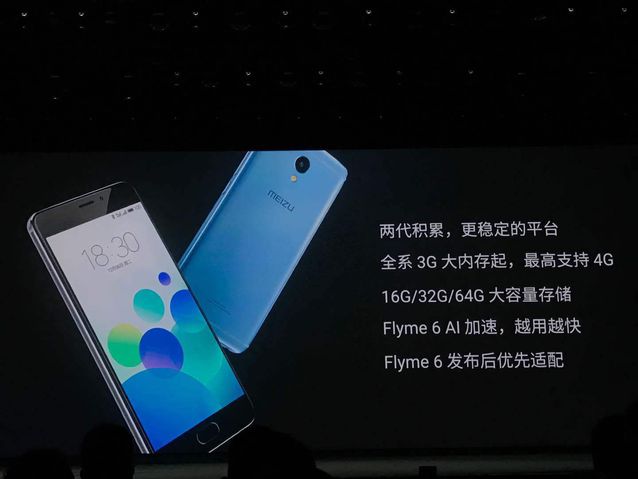 18:30
MEIZU
两代积累，更稳定的平台
全系 3G 大内存起，最高支持 4G
16G/32G/64G 大容量存储
Flyme 6 AI 加速，越用越快
Flyme 6 发布后优先适配